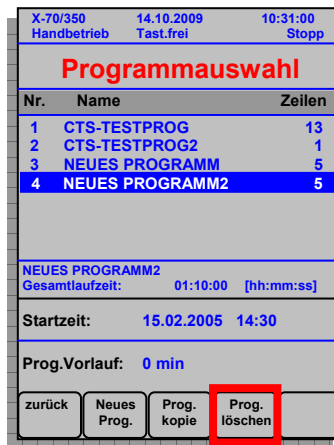 X-70/350 14.10.2009 10:31:00
Handbetrieb Tast.frei Stopp
Programmauswahl
Nr. Name Zeilen
1 CTS-TESTPROG 13
2 CTS-TESTPROG2 1
3 NEUES PROGRAMM 5
4 NEUES PROGRAMM2 5
NEUES PROGRAMM2
Gesamtlaufzeit: 01:10:00 [hh:mm:ss]
Startzeit: 15.02.2005 14:30
Prog.Vorlauf: 0 min
zurück Neues Prog. Prog.
Prog. kopie löschen